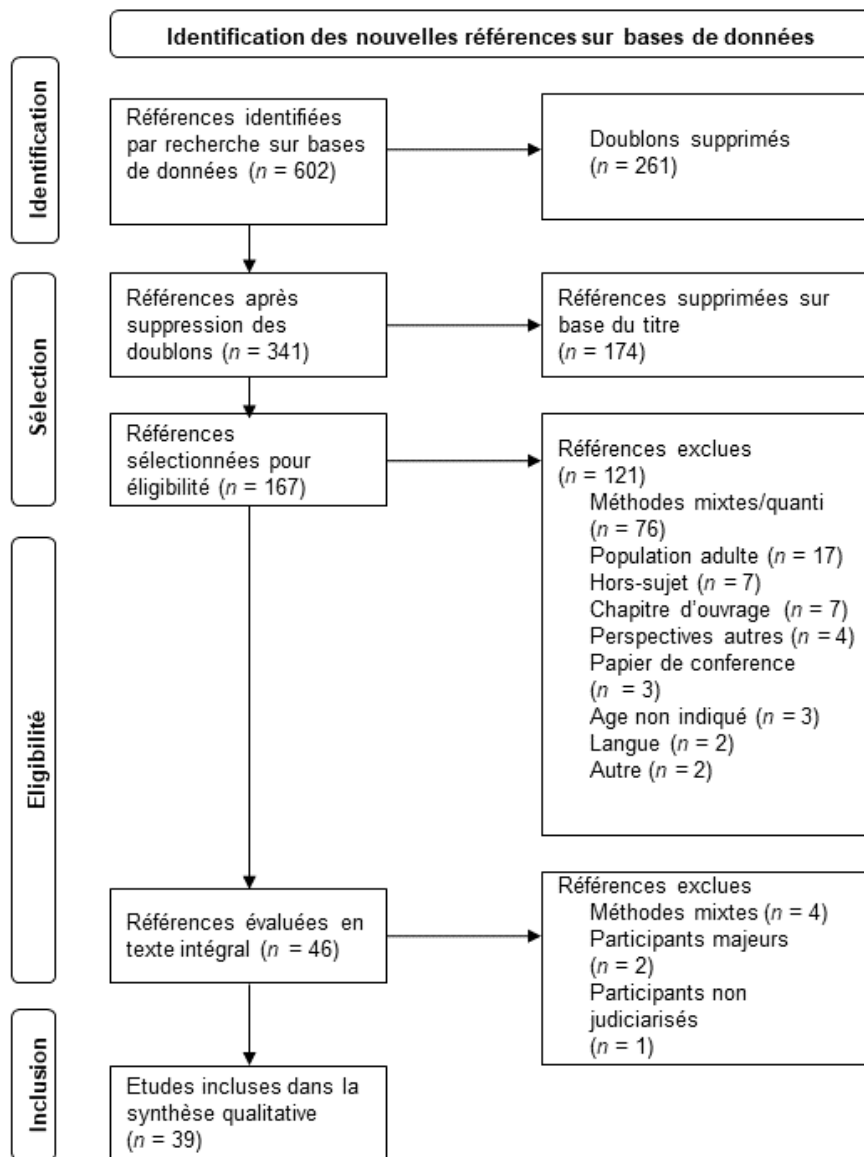 Identification des nouvelles références sur bases de données
Identification
Références identifiées
par recherche sur bases
de données (n = 602)
Doublons supprimés
(n = 261)
Sélection
Références après
suppression des
doublons (n = 341)
Références supprimées sur
base du titre
(n = 174)
Références
sélectionnées pour
éligibilité (n = 167)
Références exclues
(n = 121)
Méthodes mixtes/quanti
(n = 76)
Population adulte (n = 17)
Hors-sujet (n = 7)
Chapitre d'ouvrage (n = 7)
Perspectives autres (n = 4)
Papier de conference
(n = 3)
Age non indiqué (n = 3)
Langue (n = 2)
Autre (n = 2)
Eligibilité
Références évaluées en
texte intégral (n = 46)
Références exclues
Méthodes mixtes (n = 4)
Participants majeurs
(n = 2)
Participants non
judiciarisés
(n = 1)
Inclusion
Etudes incluses dans la
synthèse qualitative
(n = 39)